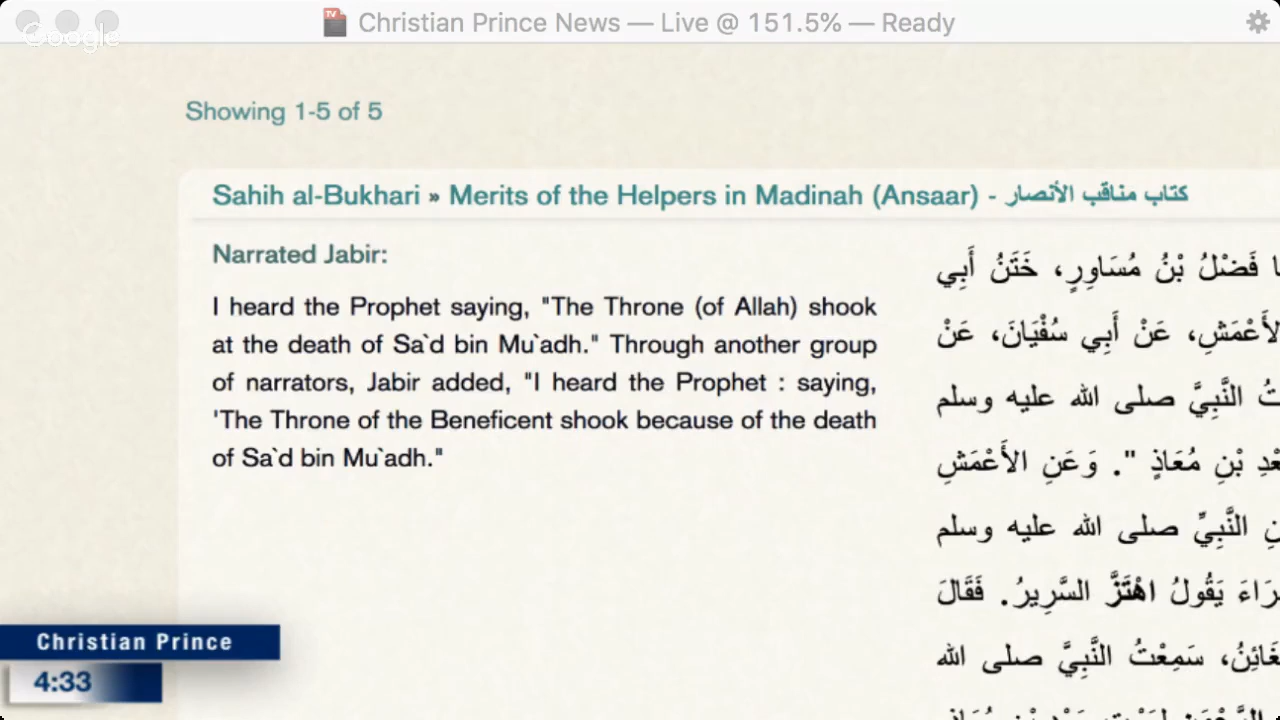 Google
Christian Prince News — Live @ 151.5% — Ready
Showing 1-5 of 5
Sahih al-Bukhari » Merits of the Helpers in Madinah (Ansaar) - كتاب مناقب الأنصار
Narrated Jabir:
I heard the Prophet saying, "The Throne (of Allah) shook
at the death of Sa`d bin Mu`adh." Through another group
of narrators, Jabir added, "I heard the Prophet : saying,
'The Throne of the Beneficent shook because of the death
of Sa`d bin Mu`adh."
فَضْلُ بْنُ مُسَاوِرٍ، خَتَنُ أَبِي
الأَعْمَشِ، عَنْ أَبِي سُفْيَانَ، عَنْ
النَّبِيَّ صلى الله عليه وسلم
بْنِ مُعَاذٍ ". وَعَنِ الأَعْمَشِ
النَّبِيِّ صلى الله عليه وسلم
يَقُولُ اهْتَزَّ السَّرِيرُ. فَقَالَ
سَمِعْتُ النَّبِيَّ صلى الله
Christian Prince
4:33